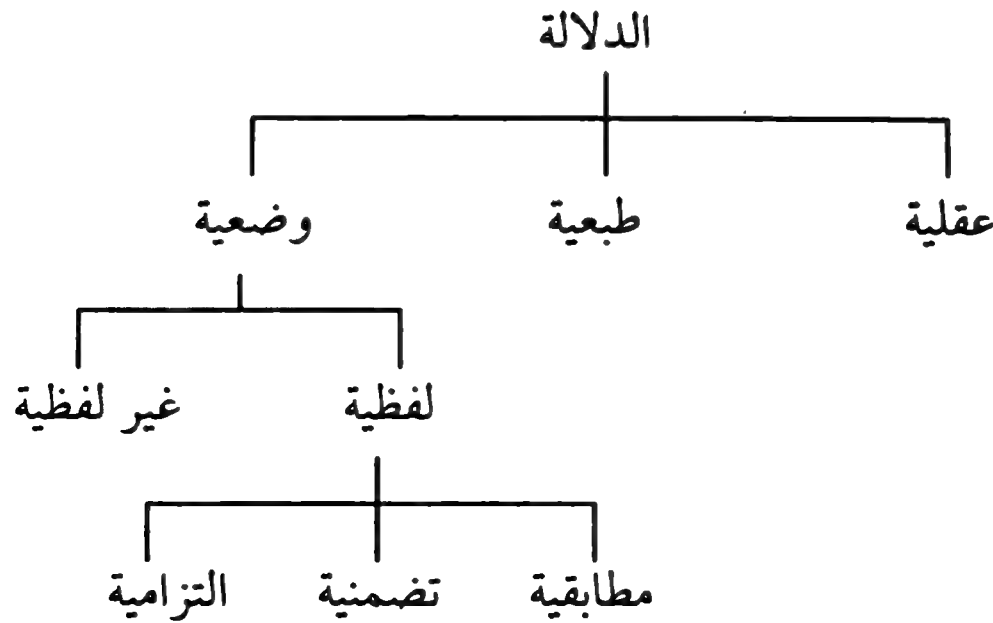 الدلالة
عقلية طبعية وضعية
لفظية غير لفظية
مطابقية تضمنية التزامية